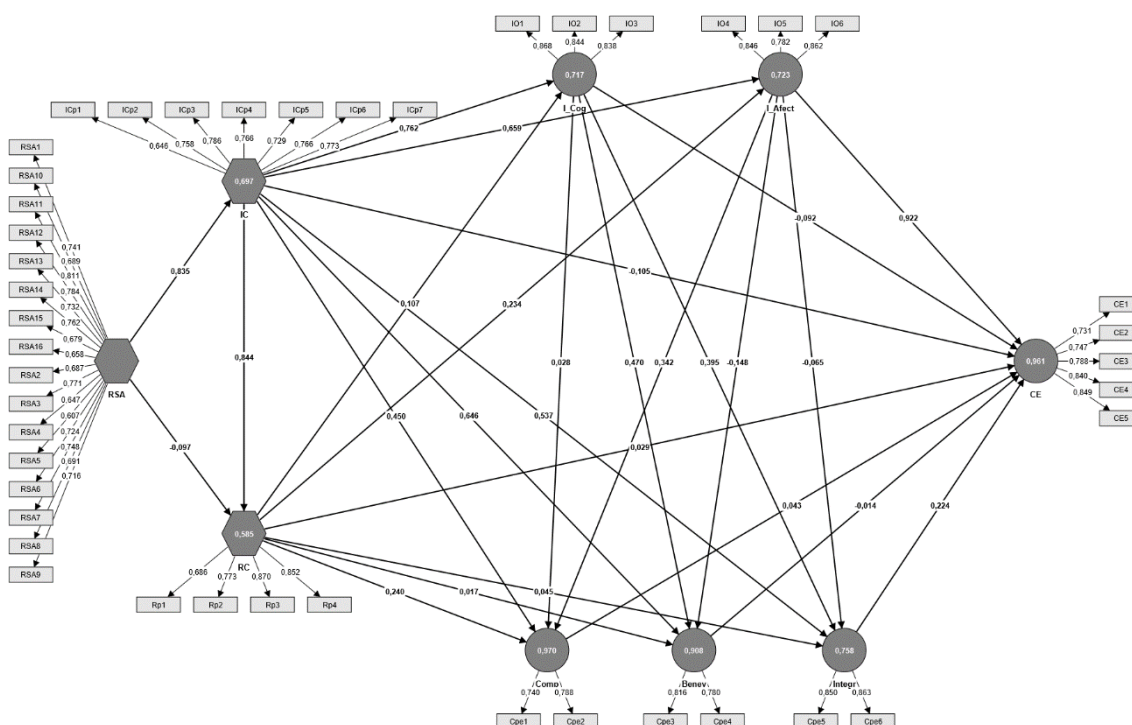 IO1 IO2 IO3 IO4 IO5 IO6
0,868 0,844 0,838 0,846 0,782 0,862
0,717 0,723
I_Cog I_Afect
ICp1 ICp2 ICp3 ICp4 ICp5 ICp6 ICp7
0,646 0,758 0,786 0,766 0,729 0,766 0,773
0,762 0,659
0,697
IC
RSA1
RSA10
RSA11
RSA12
RSA13
RSA14
RSA15
RSA16
RSA2
RSA3
RSA4
RSA5
RSA6
RSA7
RSA8
RSA9
0,741
0,689
0,811
0,784
0,732
0,762
0,679
0,658
0,687
0,771
0,647
0,607
0,724
0,748
0,691
0,716
RSA
0,835
-0,097
0,844
-0,092 0,922
-0,105
0,107 0,234
0,028 0,470 0,342 -0,148 0,395 -0,065
0,450 0,646 0,537
0,029
0,043 -0,014 0,224
0,961
CE
CE1
CE2
CE3
CE4
CE5
0,731
0,747
0,788
0,840
0,849
0,585
RC
0,686 0,773 0,870 0,852
Rp1 Rp2 Rp3 Rp4
0,240 0,017 0,045
0,970 0,908 0,758
Comp Benev Integr
0,740 0,788 0,816 0,780 0,850 0,863
Cpe1 Cpe2 Cpe3 Cpe4 Cpe5 Cpe6